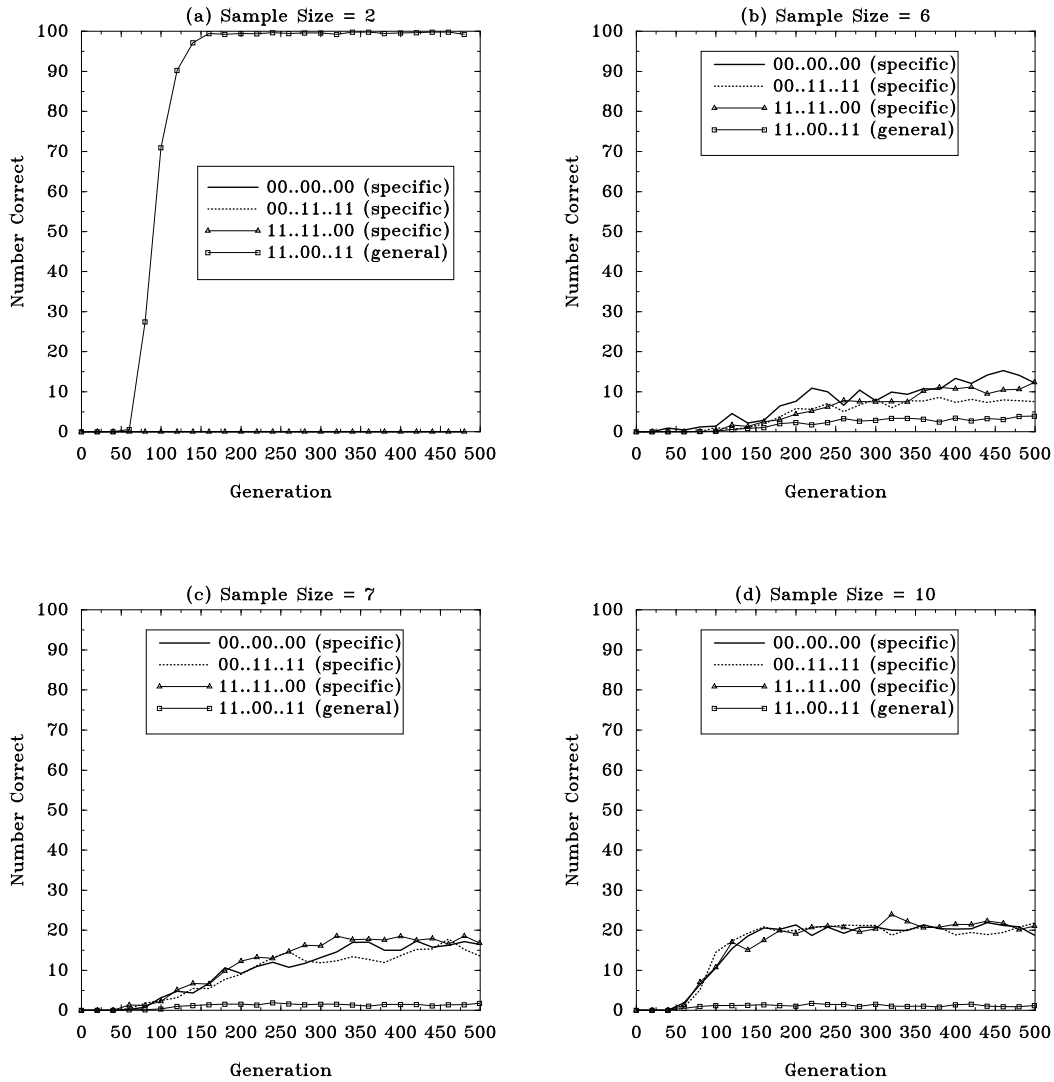 (a) Sample Size = 2
100
90
80
70
60
50
40
30
20
10
0
Number Correct
00..00..00 (specific)
00..11..11 (specific)
11..11..00 (specific)
11..00..11 (general)
0 50 100 150 200 250 300 350 400 450 500
Generation
(b) Sample Size = 6
100
90
80
70
60
50
40
30
20
10
0
Number Correct
00..00..00 (specific)
00..11..11 (specific)
11..11..00 (specific)
11..00..11 (general)
0 50 100 150 200 250 300 350 400 450 500
Generation
(c) Sample Size = 7
100
90
80
70
60
50
40
30
20
10
0
Number Correct
00..00..00 (specific)
00..11..11 (specific)
11..11..00 (specific)
11..00..11 (general)
0 50 100 150 200 250 300 350 400 450 500
Generation
(d) Sample Size = 10
100
90
80
70
60
50
40
30
20
10
0
Number Correct
00..00..00 (specific)
00..11..11 (specific)
11..11..00 (specific)
11..00..11 (general)
0 50 100 150 200 250 300 350 400 450 500
Generation